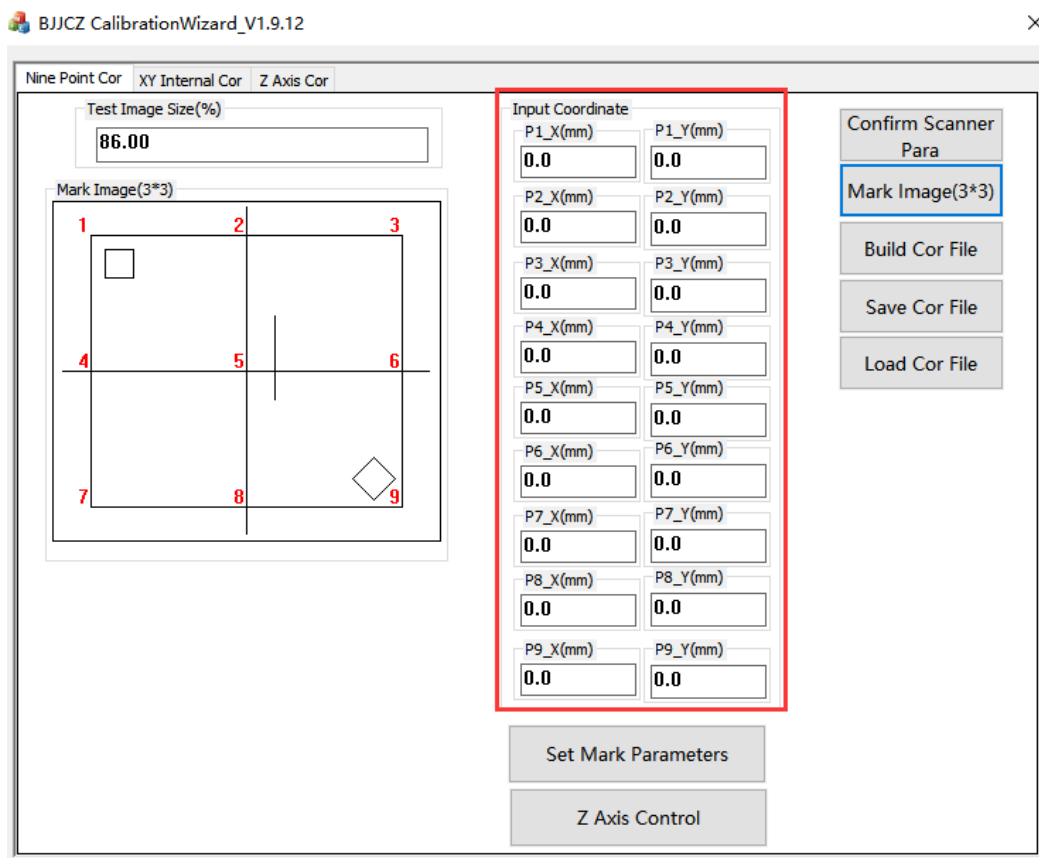 BJJCZ CalibrationWizard_V1.9.12
Nine Point Cor XY Internal Cor Z Axis Cor
Test Image Size(%)
86.00
Mark Image(3*3)
1 2 3
4 5 6
7 8 9
Input Coordinate
P1_X(mm) P1_Y(mm)
0.0 0.0
P2_X(mm) P2_Y(mm)
0.0 0.0
P3_X(mm) P3_Y(mm)
0.0 0.0
P4_X(mm) P4_Y(mm)
0.0 0.0
P5_X(mm) P5_Y(mm)
0.0 0.0
P6_X(mm) P6_Y(mm)
0.0 0.0
P7_X(mm) P7_Y(mm)
0.0 0.0
P8_X(mm) P8_Y(mm)
0.0 0.0
P9_X(mm) P9_Y(mm)
0.0 0.0
Set Mark Parameters
Z Axis Control
Confirm Scanner
Para
Mark Image(3*3)
Build Cor File
Save Cor File
Load Cor File